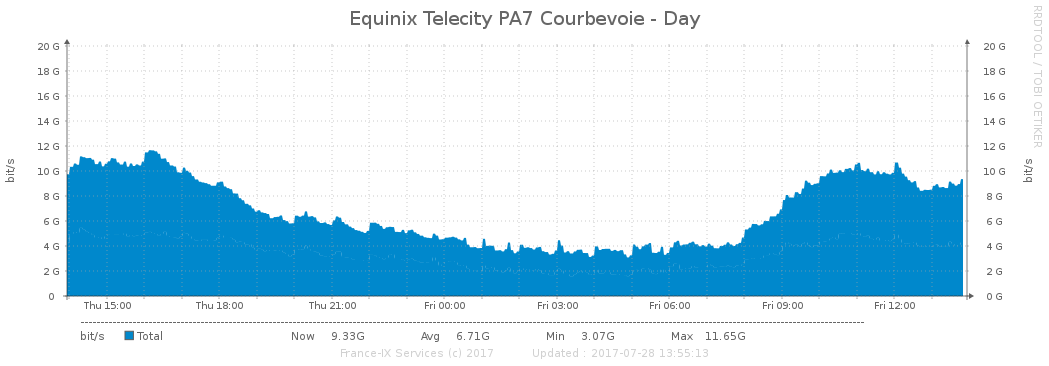 Equinix Telecity PA7 Courbevoie - Day
RRDTOOL / TOBI OETIKER
20 G 20 G
18 G 18 G
16 G 16 G
14 G 14 G
12 G 12 G
10 G 10 G
8 G 8 G
6 G 6 G
4 G 4 G
2 G 2 G
0 0 G
bit/s
bit/s
Thu 15:00 Thu 18:00 Thu 21:00 Fri 00:00 Fri 03:00 Fri 06:00 Fri 09:00 Fri 12:00
bit/s Total Now 9.33G Avg 6.71G Min 3.07G Max 11.65G
France-IX Services (c) 2017 Updated : 2017-07-28 13:55:13